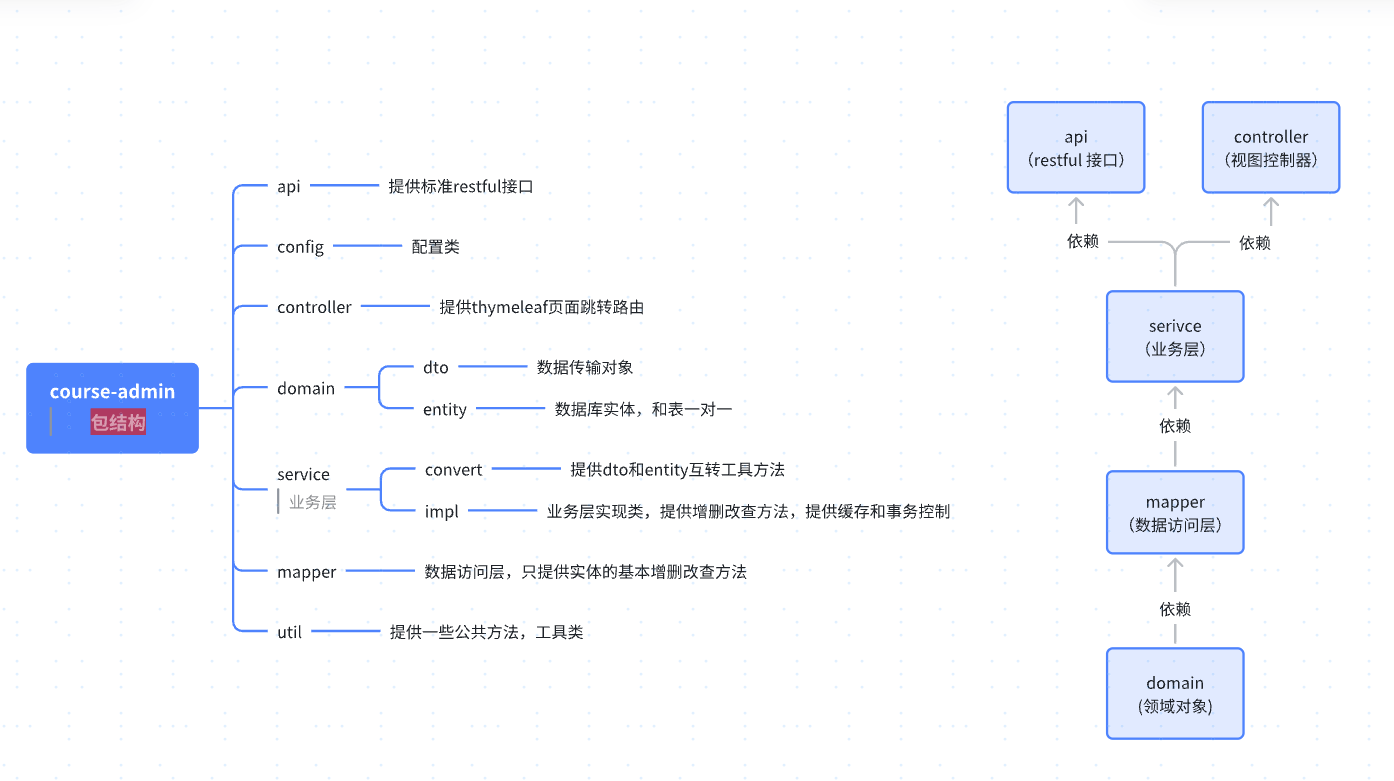 course-admin
包结构
api
提供标准restful接口
config
配置类
controller
提供thymeleaf页面跳转路由
domain
dto
数据传输对象
entity
数据库实体，和表一对一
service
业务层
convert
提供dto和entity互转工具方法
impl
业务层实现类，提供增删改查方法，提供缓存和事务控制
mapper
数据访问层，只提供实体的基本增删改查方法
util
提供一些公共方法，工具类
api
（restful 接口）
controller
（视图控制器）
依赖
依赖
serivce
（业务层）
依赖
mapper
（数据访问层）
依赖
domain
(领域对象)